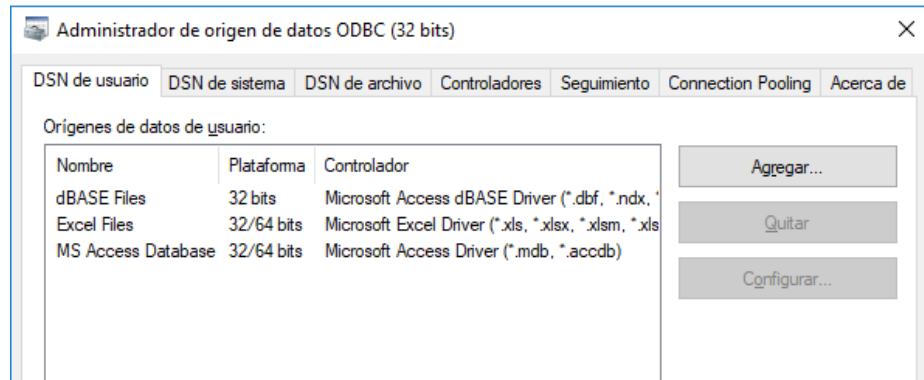 Administrador de origen de datos ODBC (32 bits)
DSN de usuario DSN de sistema DSN de archivo Controladores Seguimiento Connection Pooling Acerca de
Orígenes de datos de usuario:
Nombre Plataforma Controlador
dBASE Files 32 bits Microsoft Access dBASE Driver (*.dbf, *.ndx, *
Excel Files 32/64 bits Microsoft Excel Driver (*.xls, *.xlsx, *.xlsm, *.xls
MS Access Database 32/64 bits Microsoft Access Driver (*.mdb, *.accdb)
Agregar...
Quitar
Configurar...